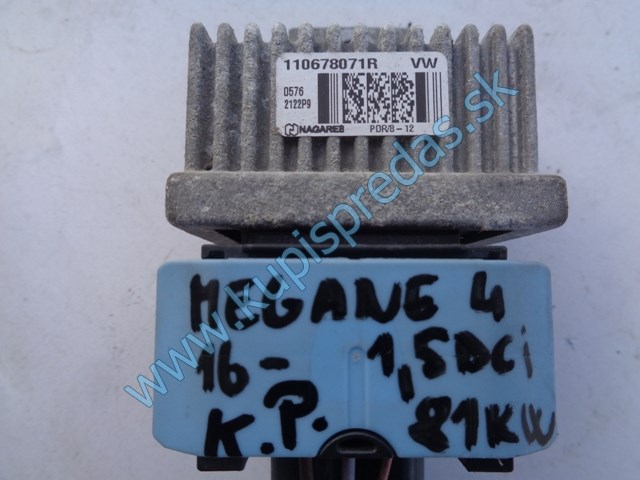 110678071R VW
0576
2122P9
NAGARES PDR/8-12
www.kupispredas.sk
MEGANE 4
16- 1,5DCi
K.P. 81KW